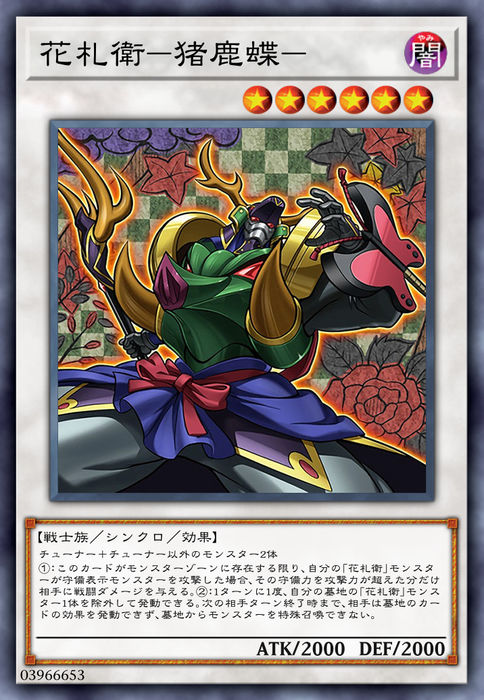 花札衛－猪鹿蝶－
やみ
闇
【戦士族／シンクロ／効果】
チューナー＋チューナー以外のモンスター2体
①：このカードがモンスターゾーンに存在する限り、自分の「花札衛」モンスタ
ーが守備表示モンスターを攻撃した場合、その守備力を攻撃力が超えた分だけ
相手に戦闘ダメージを与える。②：1ターンに1度、自分の墓地の「花札衛」モンス
ター1体を除外して発動できる。次の相手ターン終了時まで、相手は墓地のカー
ドの効果を発動できず、墓地からモンスターを特殊召喚できない。
ATK/2000 DEF/2000
03966653